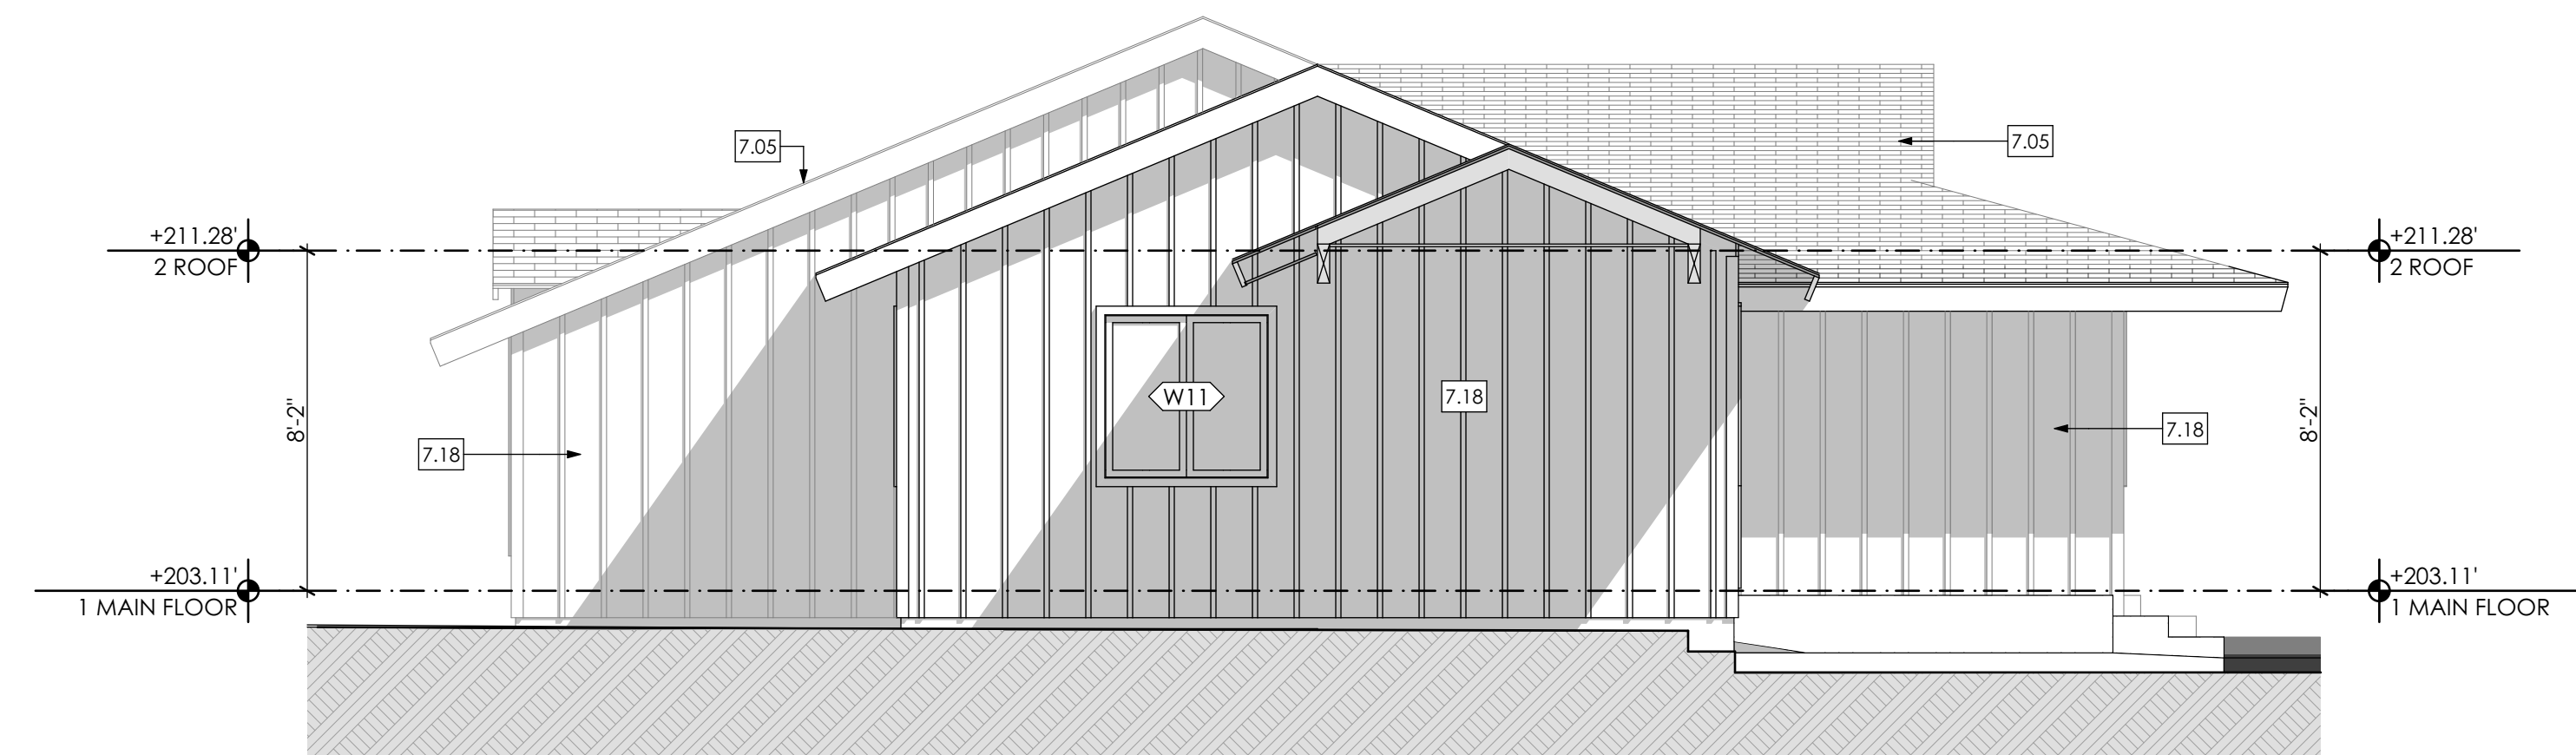 7.05
7.05
+211.28'
2 ROOF
+211.28'
2 ROOF
8'-2"
W11
7.18
8'-2"
7.18
7.18
+203.11'
1 MAIN FLOOR
+203.11'
1 MAIN FLOOR